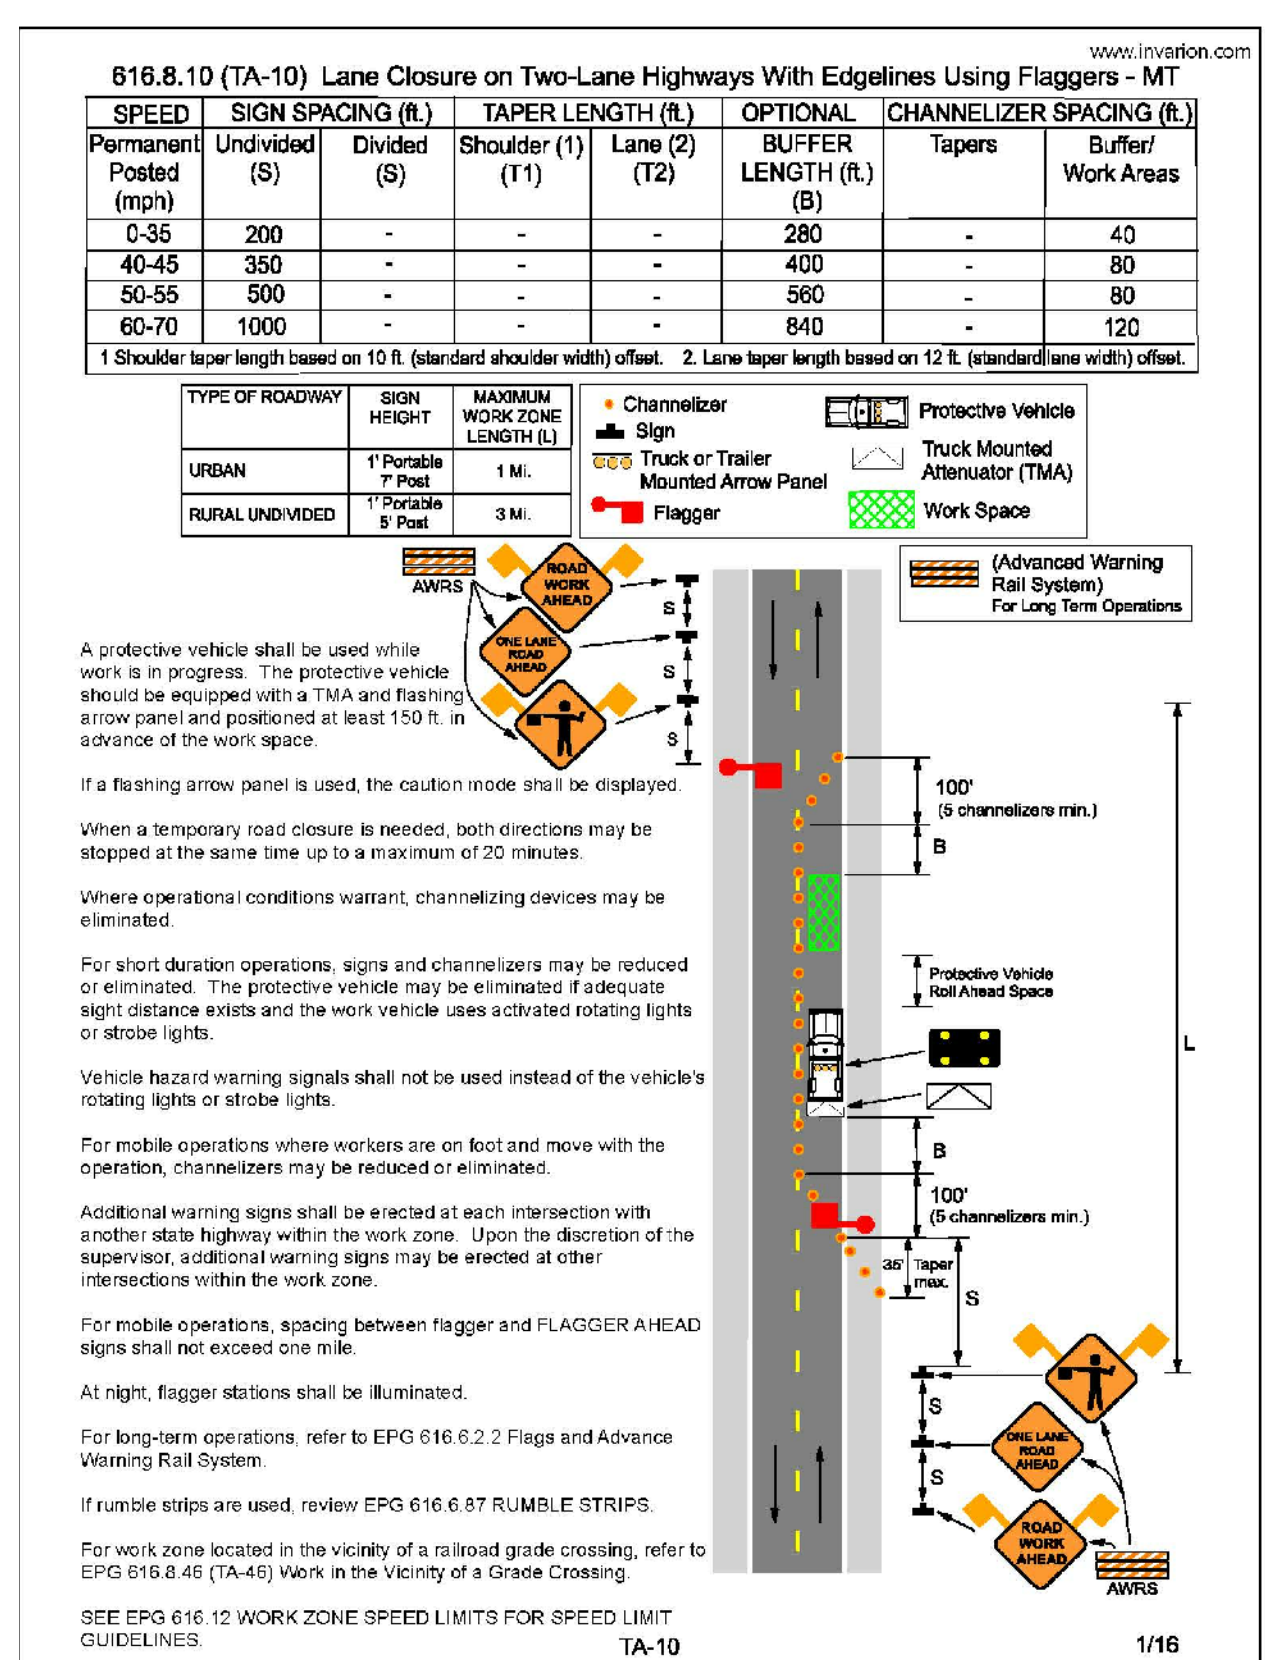 www.invarion.com
616.8.10 (TA-10) Lane Closure on Two-Lane Highways With Edgelines Using Flaggers - MT
SPEED SIGN SPACING (ft.) TAPER LENGTH (ft.) OPTIONAL CHANNELIZER SPACING (ft.)
Permanent Undivided Divided Shoulder (1) Lane (2) BUFFER Tapers Buffer/
Posted (S) (S) (T1) (T2) LENGTH (ft.) Work Areas
(mph) (B)
0-35 200 - - - 280 - 40
40-45 350 - - - 400 - 80
50-55 500 - - - 560 - 80
60-70 1000 - - - 840 - 120
1 Shoulder taper length based on 10 ft. (standard shoulder width) offset. 2. Lane taper length based on 12 ft. (standard lane width) offset.
TYPE OF ROADWAY SIGN MAXIMUM
HEIGHT WORK ZONE
LENGTH (L)
URBAN 1' Portable 1 Mi.
7' Post
RURAL UNDIVIDED 1' Portable 3 Mi.
5' Post
Channelizer
Sign
Truck or Trailer
Mounted Arrow Panel
Flagger
Protective Vehicle
Truck Mounted
Attenuator (TMA)
Work Space
(Advanced Warning
Rail System)
For Long Term Operations
AWRS
ROAD
WORK
AHEAD
S
ONE LANE
ROAD
AHEAD
S
S
A protective vehicle shall be used while
work is in progress. The protective vehicle
should be equipped with a TMA and flashing
arrow panel and positioned at least 150 ft. in
advance of the work space.
If a flashing arrow panel is used, the caution mode shall be displayed.
When a temporary road closure is needed, both directions may be
stopped at the same time up to a maximum of 20 minutes.
Where operational conditions warrant, channelizing devices may be
eliminated.
For short duration operations, signs and channelizers may be reduced
or eliminated. The protective vehicle may be eliminated if adequate
sight distance exists and the work vehicle uses activated rotating lights
or strobe lights.
Vehicle hazard warning signals shall not be used instead of the vehicle's
rotating lights or strobe lights.
For mobile operations where workers are on foot and move with the
operation, channelizers may be reduced or eliminated.
Additional warning signs shall be erected at each intersection with
another state highway within the work zone. Upon the discretion of the
supervisor, additional warning signs may be erected at other
intersections within the work zone.
For mobile operations, spacing between flagger and FLAGGER AHEAD
signs shall not exceed one mile.
At night, flagger stations shall be illuminated.
For long-term operations, refer to EPG 616.6.2.2 Flags and Advance
Warning Rail System.
If rumble strips are used, review EPG 616.6.87 RUMBLE STRIPS.
For work zone located in the vicinity of a railroad grade crossing, refer to
EPG 616.8.46 (TA-46) Work in the Vicinity of a Grade Crossing.
SEE EPG 616.12 WORK ZONE SPEED LIMITS FOR SPEED LIMIT
GUIDELINES.
100'
(5 channelizers min.)
B
Protective Vehicle
Roll Ahead Space
L
B
100'
(5 channelizers min.)
35' Taper
max.
S
S
ONE LANE
ROAD
AHEAD
S
ROAD
WORK
AHEAD
AWRS
TA-10
1/16